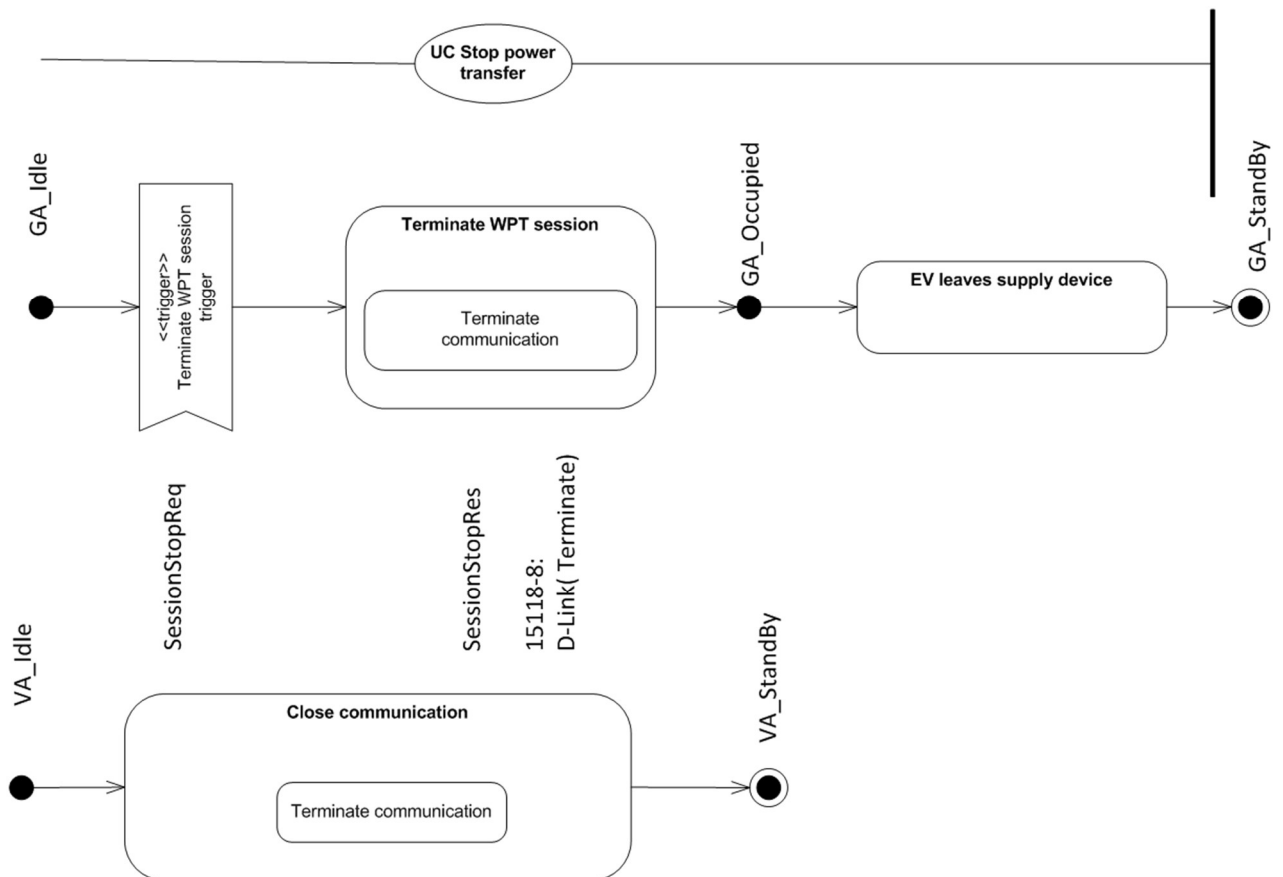 UC Stop power
transfer
GA_Idle
<<trigger>>
Terminate WPT session
trigger
Terminate WPT session
Terminate
communication
GA_Occupied
EV leaves supply device
GA_StandBy
SessionStopReq
SessionStopRes
15118-8:
D-Link( Terminate)
VA_Idle
Close communication
Terminate communication
VA_StandBy